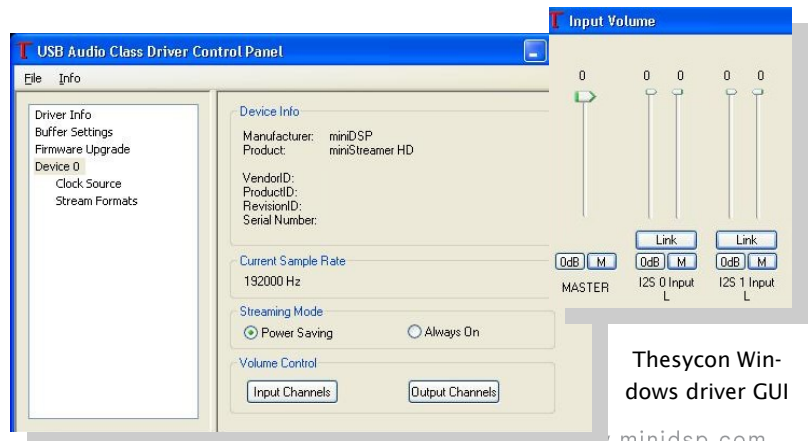 USB Audio Class Driver Control Panel
File Info
Driver Info
Buffer Settings
Firmware Upgrade
Device 0
Clock Source
Stream Formats
Device Info
Manufacturer: miniDSP
Product: miniStreamer HD
VendorID:
ProductID:
RevisionID:
Serial Number:
Current Sample Rate
192000 Hz
Streaming Mode
Power Saving Always On
Volume Control
Input Channels Output Channels
Input Volume
0 0 0 0 0
Link Link
0dB M 0dB M 0dB M
MASTER I2S 0 Input I2S 1 Input
L L
Thesycon Win-
dows driver GUI
minidsp.com